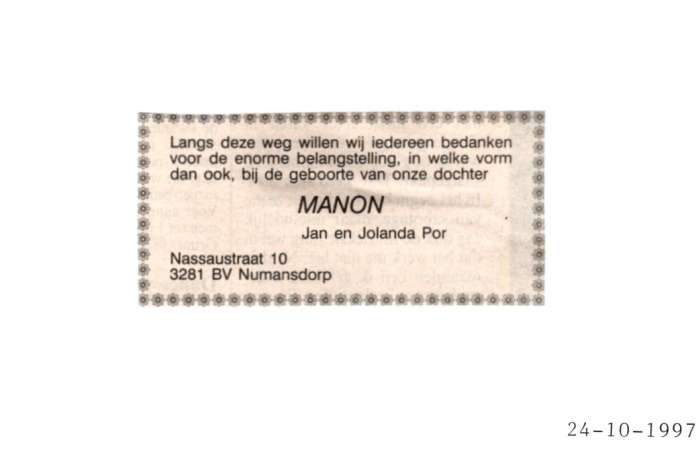 Langs deze weg willen wij iedereen bedanken
voor de enorme belangstelling, in welke vorm
dan ook, bij de geboorte van onze dochter
MANON
Jan en Jolanda Por
Nassaustraat 10
3281 BV Numansdorp
24-10-1997